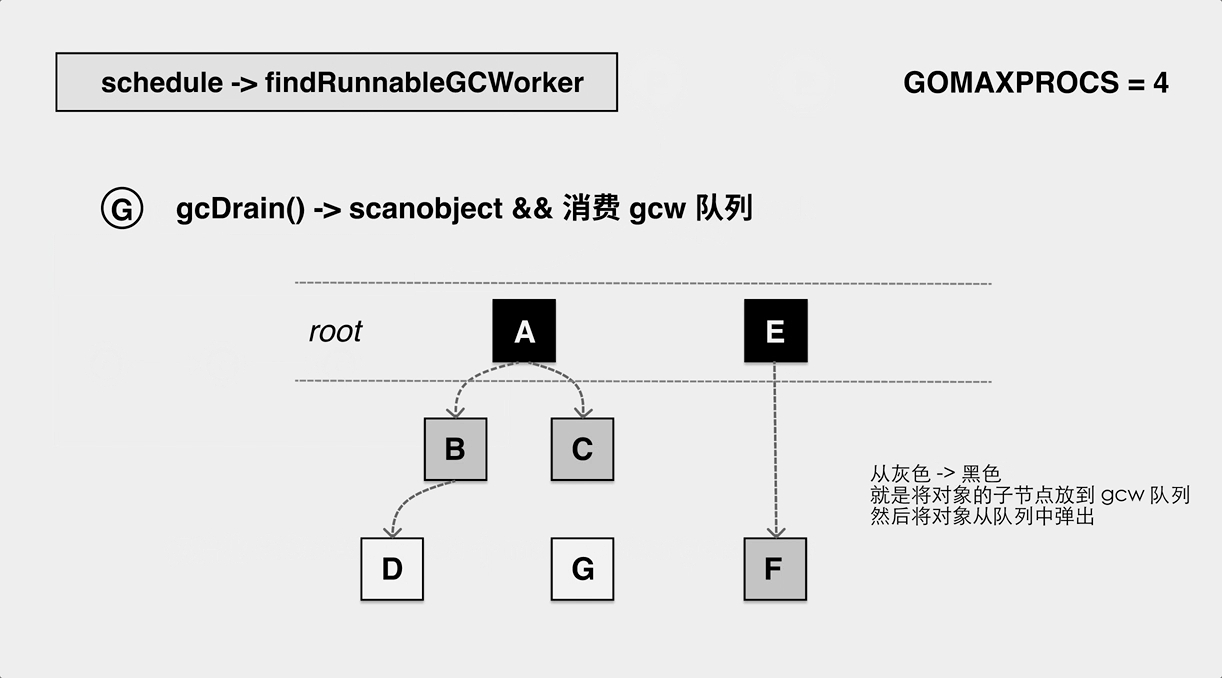 schedule -> findRunnableGCWorker
GOMAXPROCS = 4
G gcDrain() -> scanobject && 消费 gcw 队列
root
A
E
B
C
从灰色 -> 黑色
就是将对象的子节点放到 gcw 队列
然后将对象从队列中弹出
D
G
F